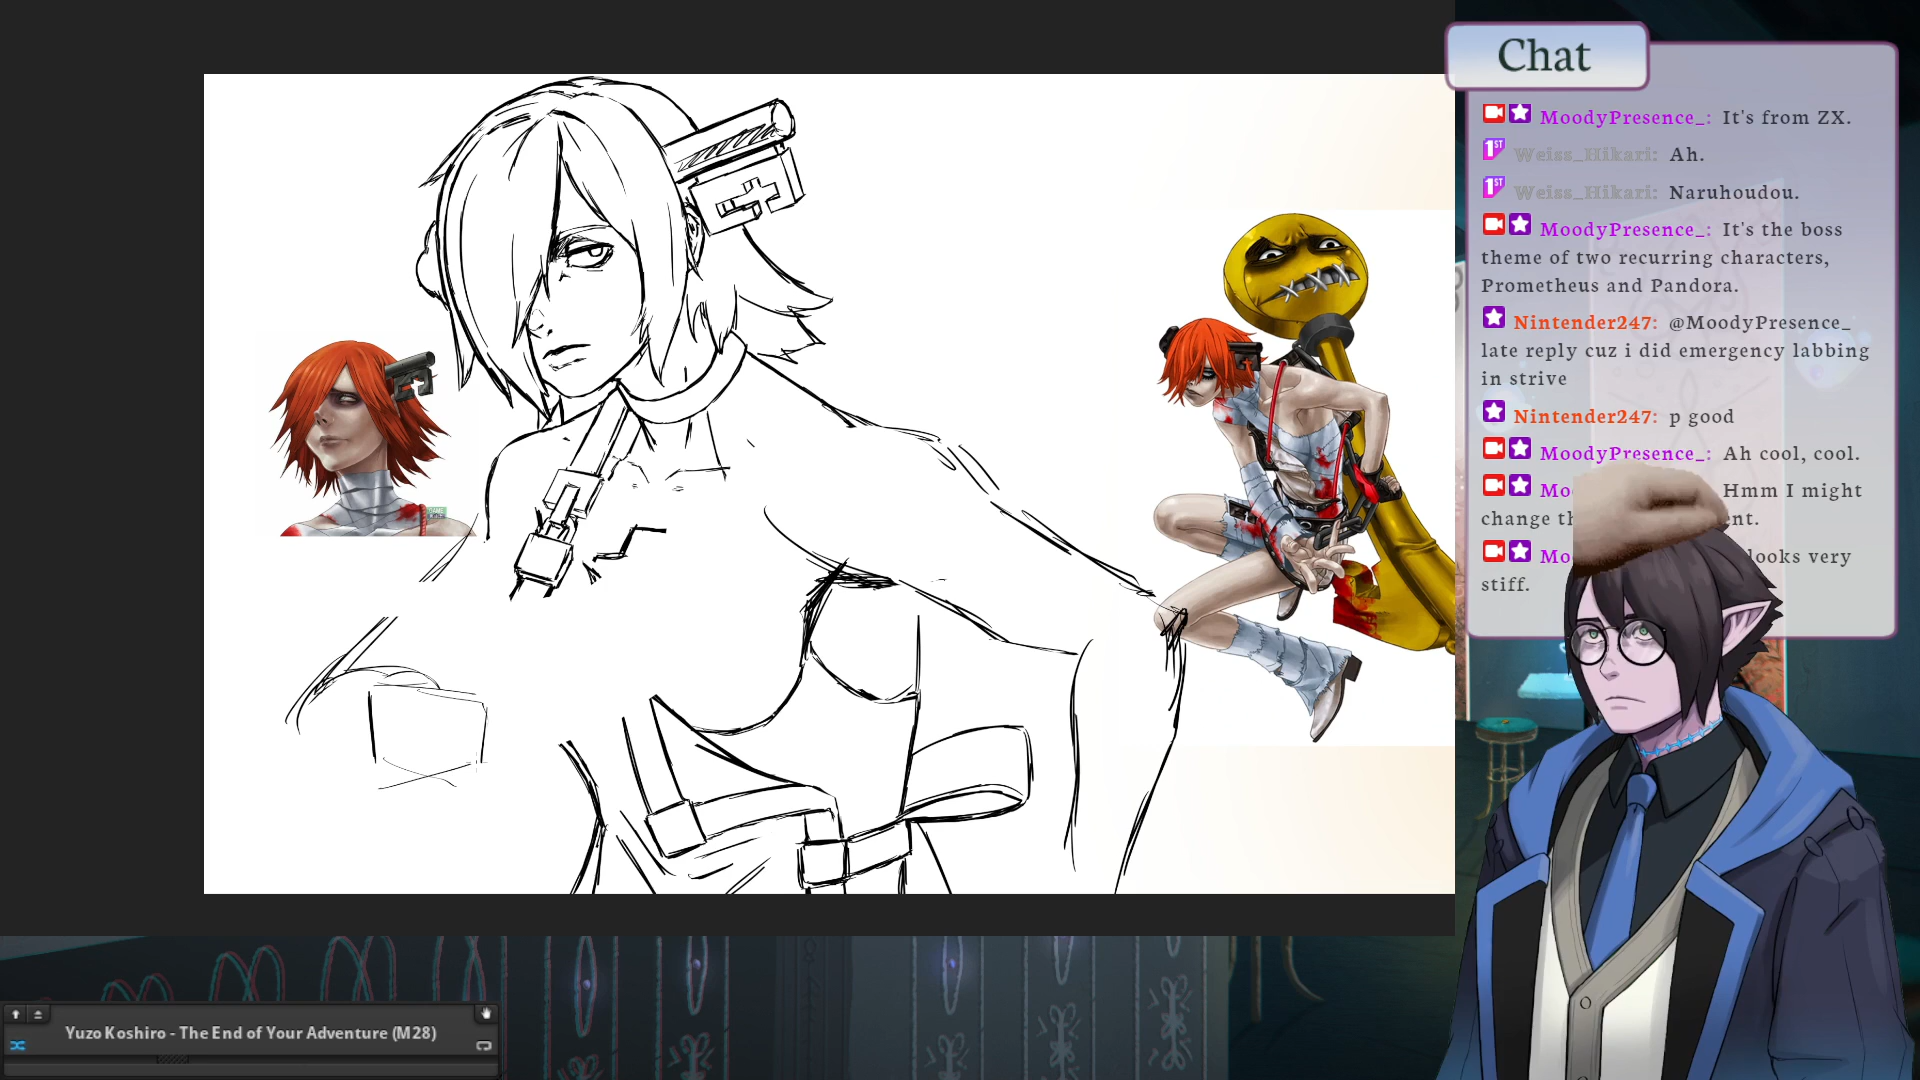 Chat
MoodyPresence_: It's from ZX.
1ST Weiss_Hikari: Ah.
1ST Weiss_Hikari: Naruhoudou.
MoodyPresence_: It's the boss
theme of two recurring characters,
Prometheus and Pandora.
Nintender247: @MoodyPresence_
late reply cuz i did emergency labbing
in strive
Nintender247: p good
MoodyPresence_: Ah cool, cool.
Mo Hmm I might
change th nt.
Mo looks very
stiff.
Yuzo Koshiro - The End of Your Adventure (M28)